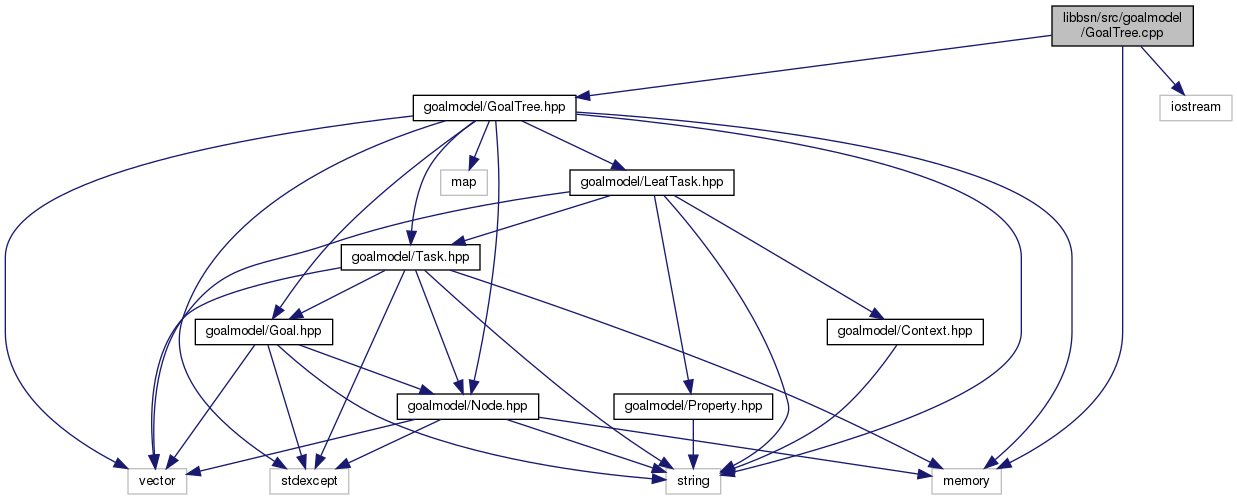 libbsn/src/goalmodel
/GoalTree.cpp
goalmodel/GoalTree.hpp
iostream
map
goalmodel/LeafTask.hpp
goalmodel/Task.hpp
goalmodel/Goal.hpp
goalmodel/Context.hpp
goalmodel/Node.hpp
goalmodel/Property.hpp
vector
stdexcept
string
memory